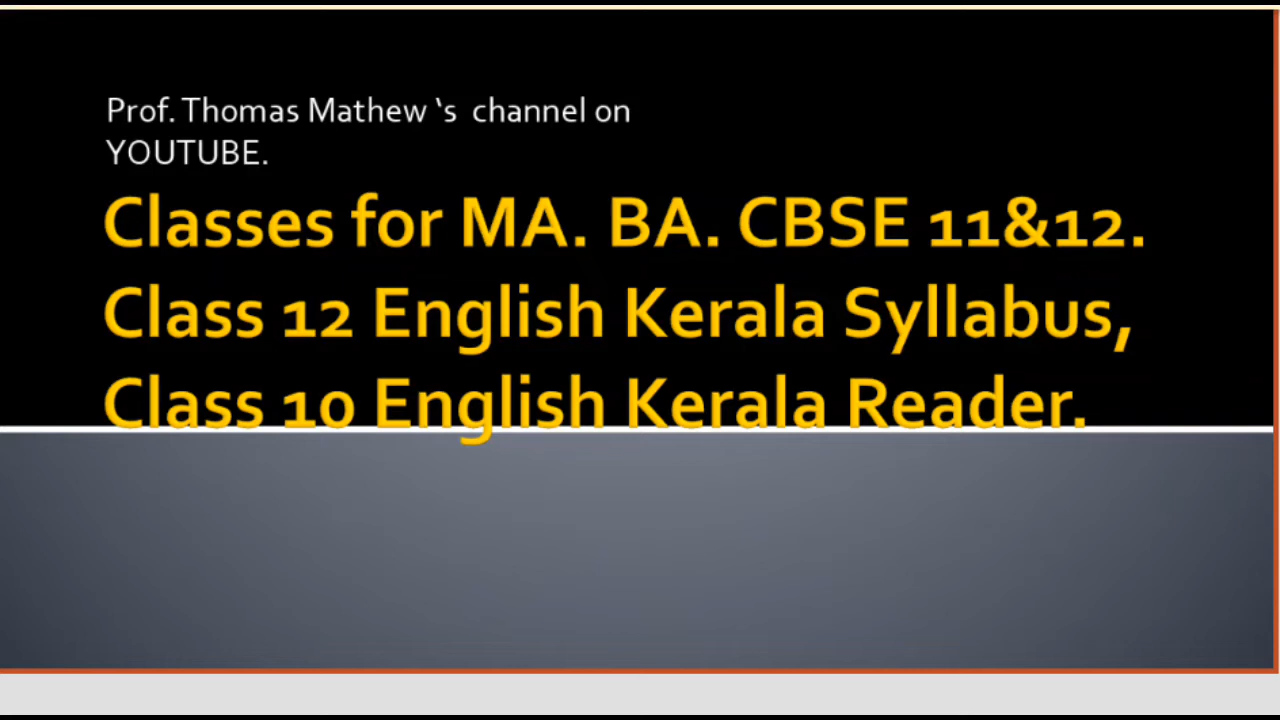 Prof. Thomas Mathew ‘s  channel on
YOUTUBE.
Classes for MA. BA. CBSE 11&12.
Class 12 English Kerala Syllabus,
Class 10 English Kerala Reader.